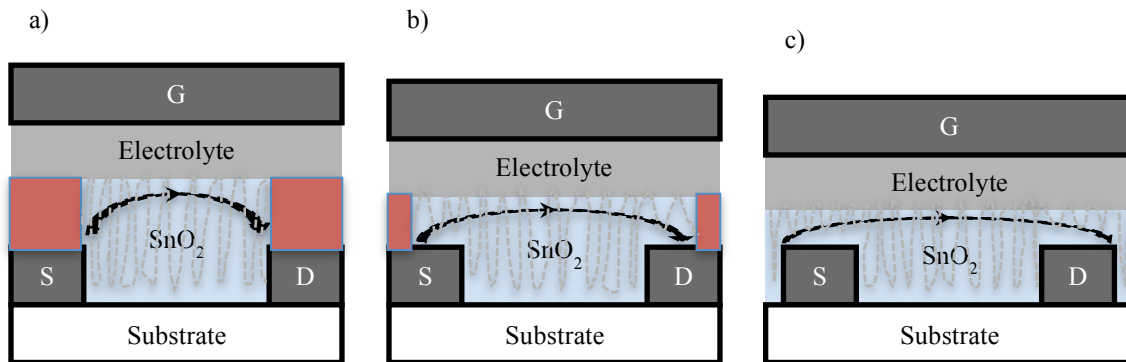 a)
G
Electrolyte
SnO₂
S
D
Substrate
b)
G
Electrolyte
SnO₂
S
D
Substrate
c)
G
Electrolyte
SnO₂
S
D
Substrate